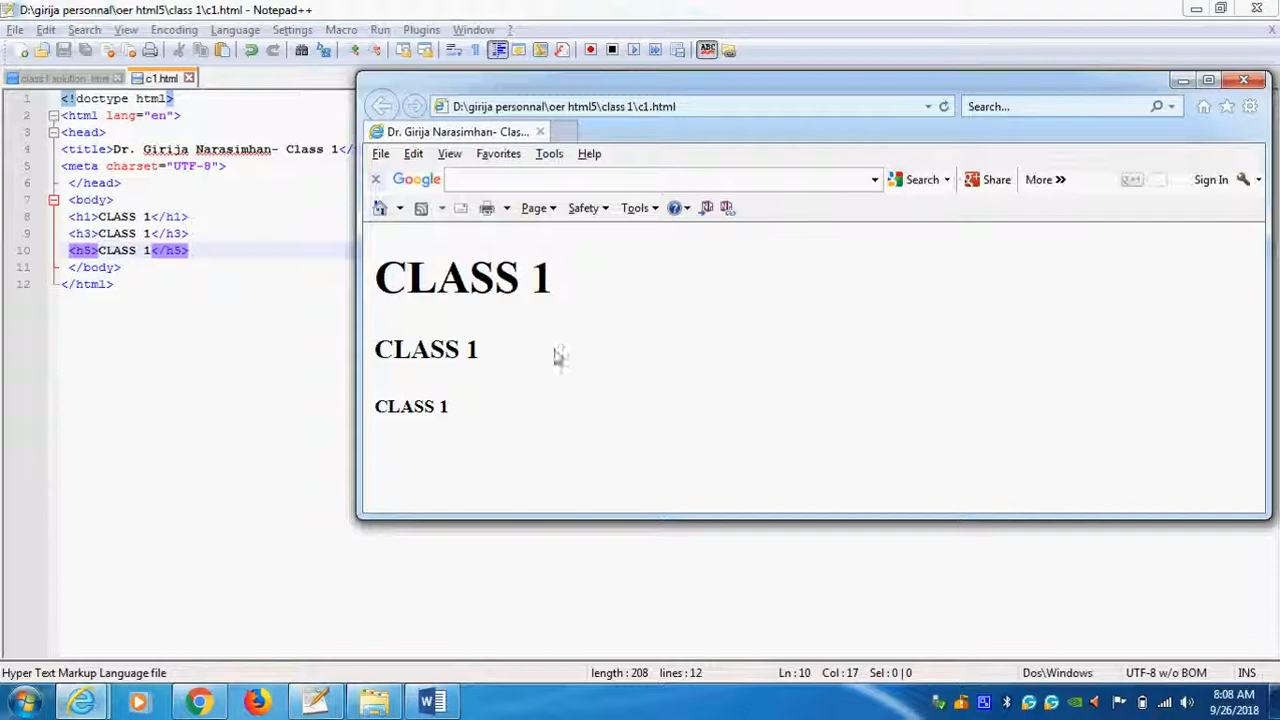 D:\girija personnal\oer html5\class 1\c1.html - Notepad++
File Edit Search View Encoding Language Settings Macro Run Plugins Window ? X
class1 solution .html c1.html
1 <!doctype html>
2 <html lang="en">
3 <head>
4 <title>Dr. Girija Narasimhan- Class 1</
5 <meta charset="UTF-8">
6 </head>
7 <body>
8 <h1>CLASS 1</h1>
9 <h3>CLASS 1</h3>
10 <h5>CLASS 1</h5>
11 </body>
12 </html>
D:\girija personnal\oer html5\class 1\c1.html Search...
Dr. Girija Narasimhan- Clas...
File Edit View Favorites Tools Help
Google Search Share More » Sign In
Page Safety Tools
CLASS 1
CLASS 1
CLASS 1
Hyper Text Markup Language file length : 208 lines : 12 Ln : 10 Col : 17 Sel : 0 | 0 Dos\Windows UTF-8 w/o BOM INS
8:08 AM
9/26/2018